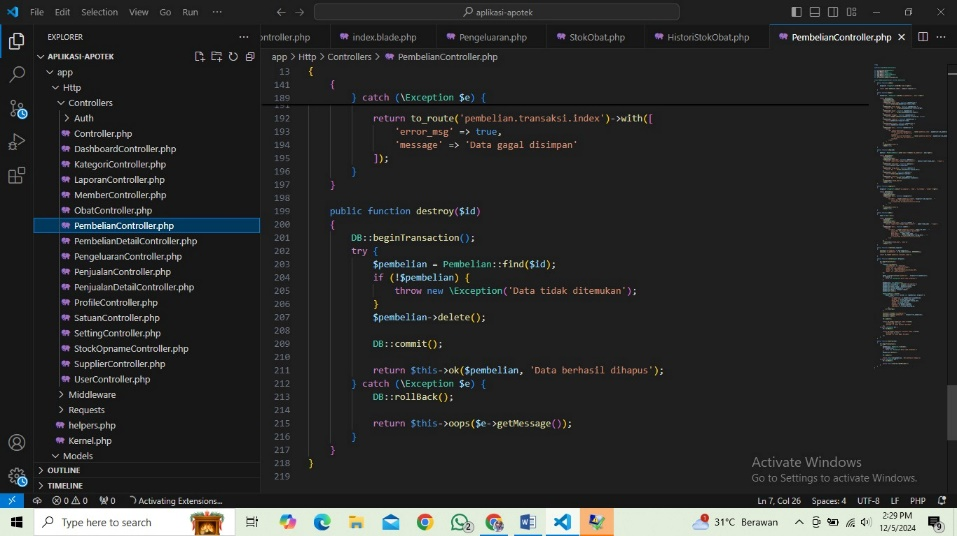 File Edit Selection View Go Run ... aplikasi-apotek
EXPLORER
ontroller.php index.blade.php Pengeluaran.php StokObat.php HistoriStokObat.php PembelianController.php
APLIKASI-APOTEK
app > Http > Controllers > PembelianController.php
app
Http
Controllers
Auth
Controller.php
DashboardController.php
KategoriController.php
LaporanController.php
MemberController.php
ObatController.php
PembelianController.php
PembelianDetailController.php
PengeluaranController.php
PenjualanController.php
PenjualanDetailController.php
ProfileController.php
SatuanController.php
SettingController.php
StockOpnameController.php
SupplierController.php
UserController.php
Middleware
Requests
helpers.php
Kernel.php
Models
OUTLINE
TIMELINE
13 {
141 {
189 } catch (\Exception $e) {
191
192 return to_route('pembelian.transaksi.index')->with([
193 'error_msg' => true,
194 'message' => 'Data gagal disimpan'
195 ]);
196 }
197 }
198
199 public function destroy($id)
200 {
201 DB::beginTransaction();
202 try {
203 $pembelian = Pembelian::find($id);
204 if (!$pembelian) {
205 throw new \Exception('Data tidak ditemukan');
206 }
207 $pembelian->delete();
208
209 DB::commit();
210
211 return $this->ok($pembelian, 'Data berhasil dihapus');
212 } catch (\Exception $e) {
213 DB::rollBack();
214
215 return $this->oops($e->getMessage());
216 }
217 }
218 }
219
Activate Windows
Go to Settings to activate Windows.
0 0 0 Activating Extensions... Ln 7, Col 26 Spaces: 4 UTF-8 LF PHP
Type here to search 2 31°C Berawan 2:29 PM
12/5/2024 9